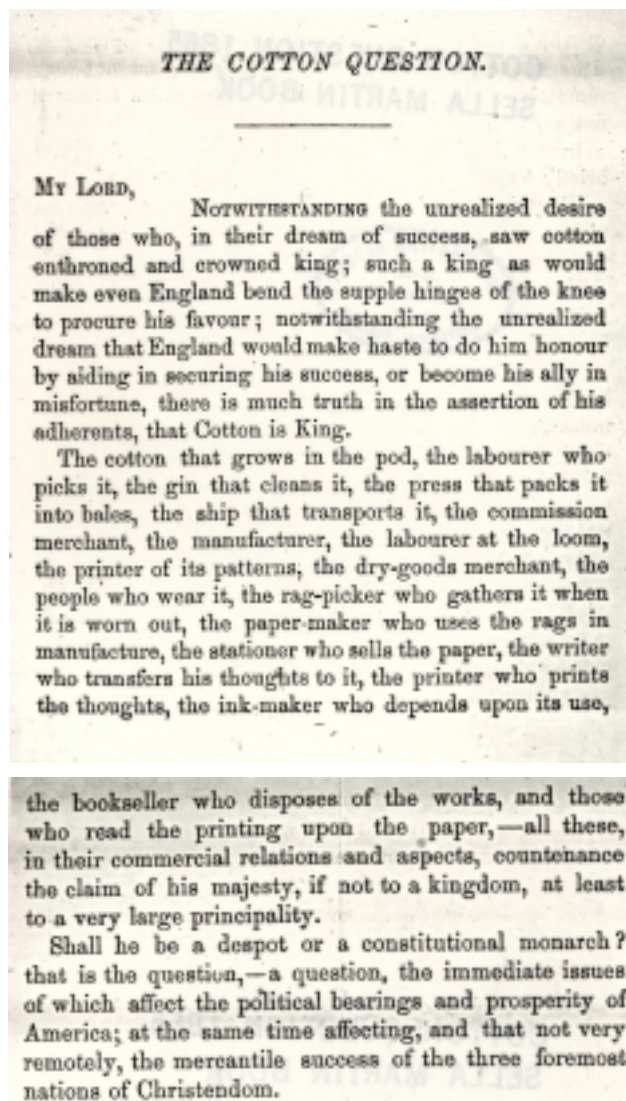 THE COTTON QUESTION.
MY LORD,
NOTWITHSTANDING the unrealized desire
of those who, in their dream of success, saw cotton
enthroned and crowned king; such a king as would
make even England bend the supple hinges of the knee
to procure his favour; notwithstanding the unrealized
dream that England would make haste to do him honour
by aiding in securing his success, or become his ally in
misfortune, there is much truth in the assertion of his
adherents, that Cotton is King.
The cotton that grows in the pod, the labourer who
picks it, the gin that cleans it, the press that packs it
into bales, the ship that transports it, the commission
merchant, the manufacturer, the labourer at the loom,
the printer of its patterns, the dry-goods merchant, the
people who wear it, the rag-picker who gathers it when
it is worn out, the paper-maker who uses the rags in
manufacture, the stationer who sells the paper, the writer
who transfers his thoughts to it, the printer who prints
the thoughts, the ink-maker who depends upon its use,
the bookseller who disposes of the works, and those
who read the printing upon the paper,—all these,
in their commercial relations and aspects, countenance
the claim of his majesty, if not to a kingdom, at least
to a very large principality.
Shall he be a despot or a constitutional monarch?
that is the question,—a question, the immediate issues
of which affect the political bearings and prosperity of
America; at the same time affecting, and that not very
remotely, the mercantile success of the three foremost
nations of Christendom.